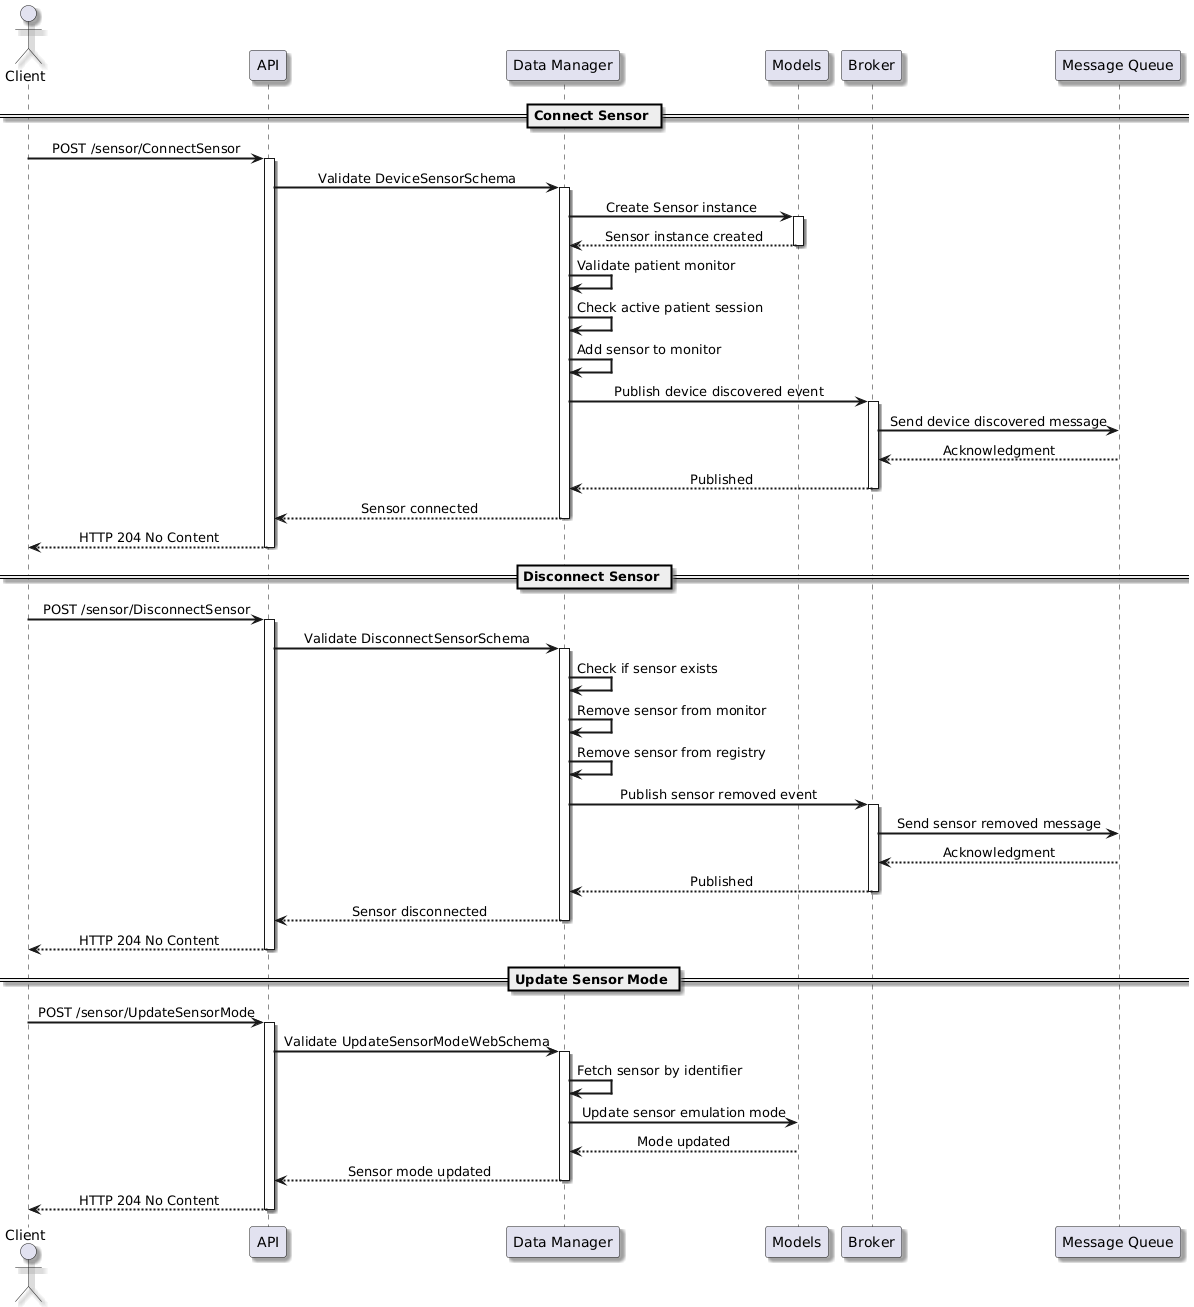 Client
API
Data Manager
Models
Broker
Message Queue
Connect Sensor
POST /sensor/ConnectSensor
Validate DeviceSensorSchema
Create Sensor instance
Sensor instance created
Validate patient monitor
Check active patient session
Add sensor to monitor
Publish device discovered event
Send device discovered message
Acknowledgment
Published
Sensor connected
HTTP 204 No Content
Disconnect Sensor
POST /sensor/DisconnectSensor
Validate DisconnectSensorSchema
Check if sensor exists
Remove sensor from monitor
Remove sensor from registry
Publish sensor removed event
Send sensor removed message
Acknowledgment
Published
Sensor disconnected
HTTP 204 No Content
Update Sensor Mode
POST /sensor/UpdateSensorMode
Validate UpdateSensorModeWebSchema
Fetch sensor by identifier
Update sensor emulation mode
Mode updated
Sensor mode updated
HTTP 204 No Content
Client
API
Data Manager
Models
Broker
Message Queue